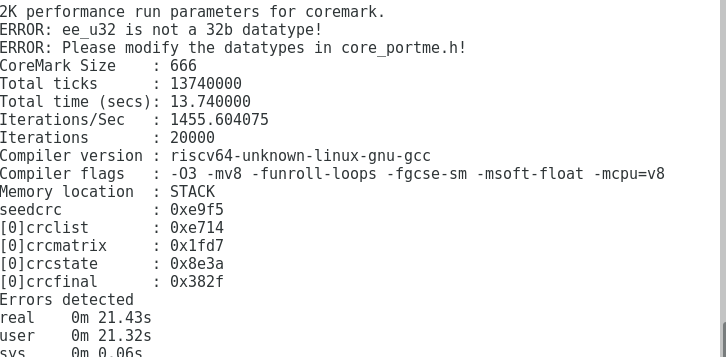 2K performance run parameters for coremark.
ERROR: ee_u32 is not a 32b datatype!
ERROR: Please modify the datatypes in core_portme.h!
CoreMark Size    : 666
Total ticks      : 13740000
Total time (secs): 13.740000
Iterations/Sec   : 1455.604075
Iterations       : 20000
Compiler version : riscv64-unknown-linux-gnu-gcc
Compiler flags   : -O3 -mv8 -funroll-loops -fgcse-sm -msoft-float -mcpu=v8
Memory location  : STACK
seedcrc          : 0xe9f5
[0]crclist       : 0xe714
[0]crcmatrix     : 0x1fd7
[0]crcstate      : 0x8e3a
[0]crcfinal      : 0x382f
Errors detected
real    0m 21.43s
user    0m 21.32s
sys     0m 0.06s